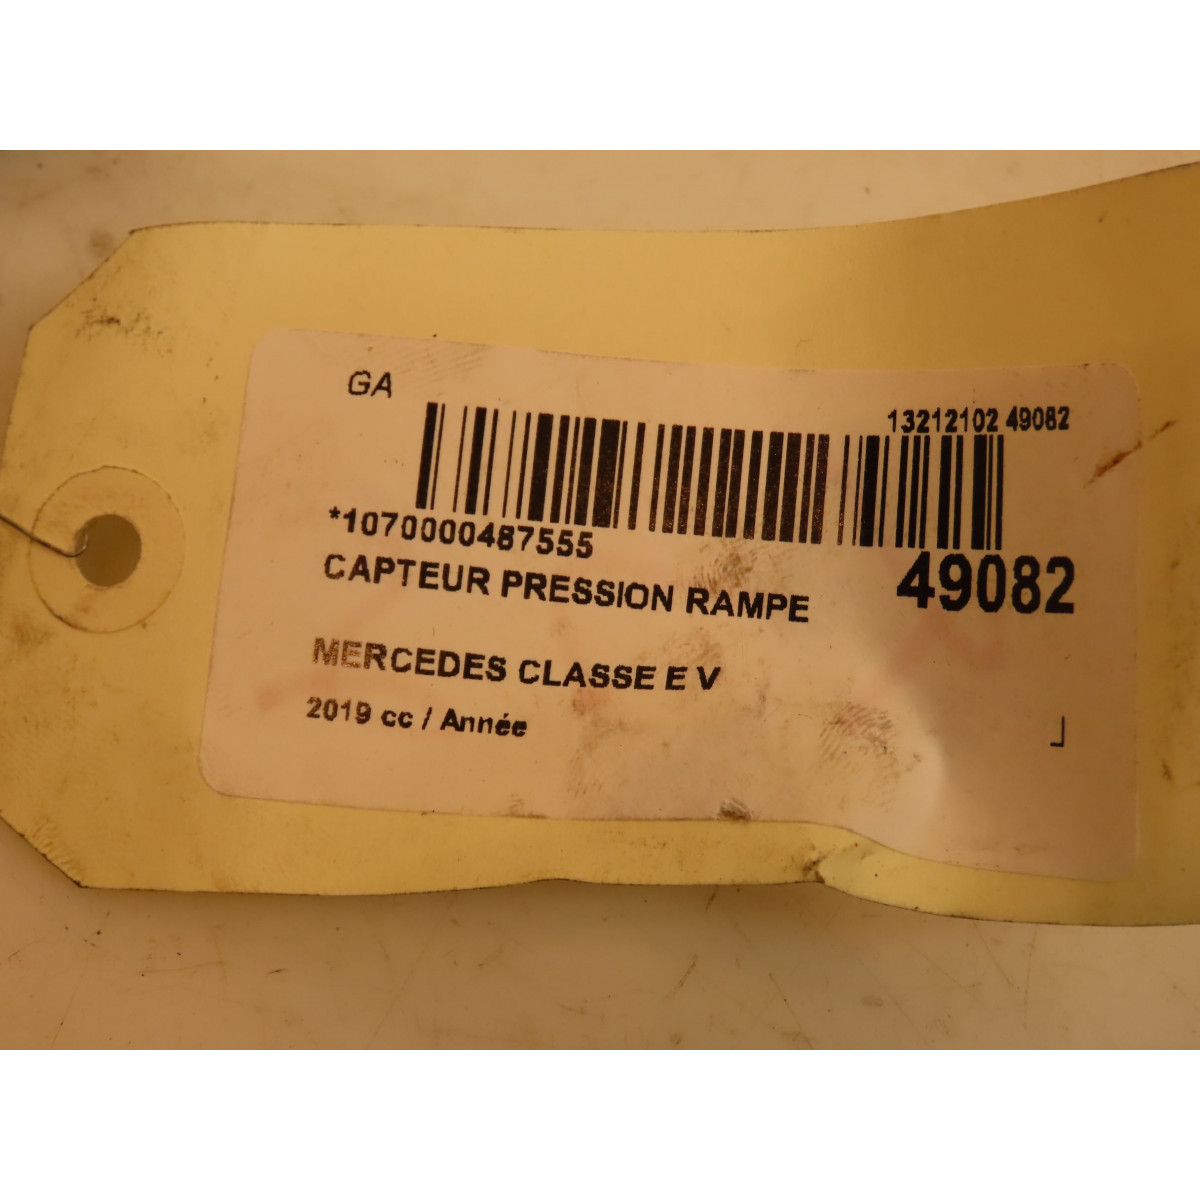 GA
13212102 49082
*1070000487555
CAPTEUR PRESSION RAMPE
49082
MERCEDES CLASSE E V
2019 cc / Année